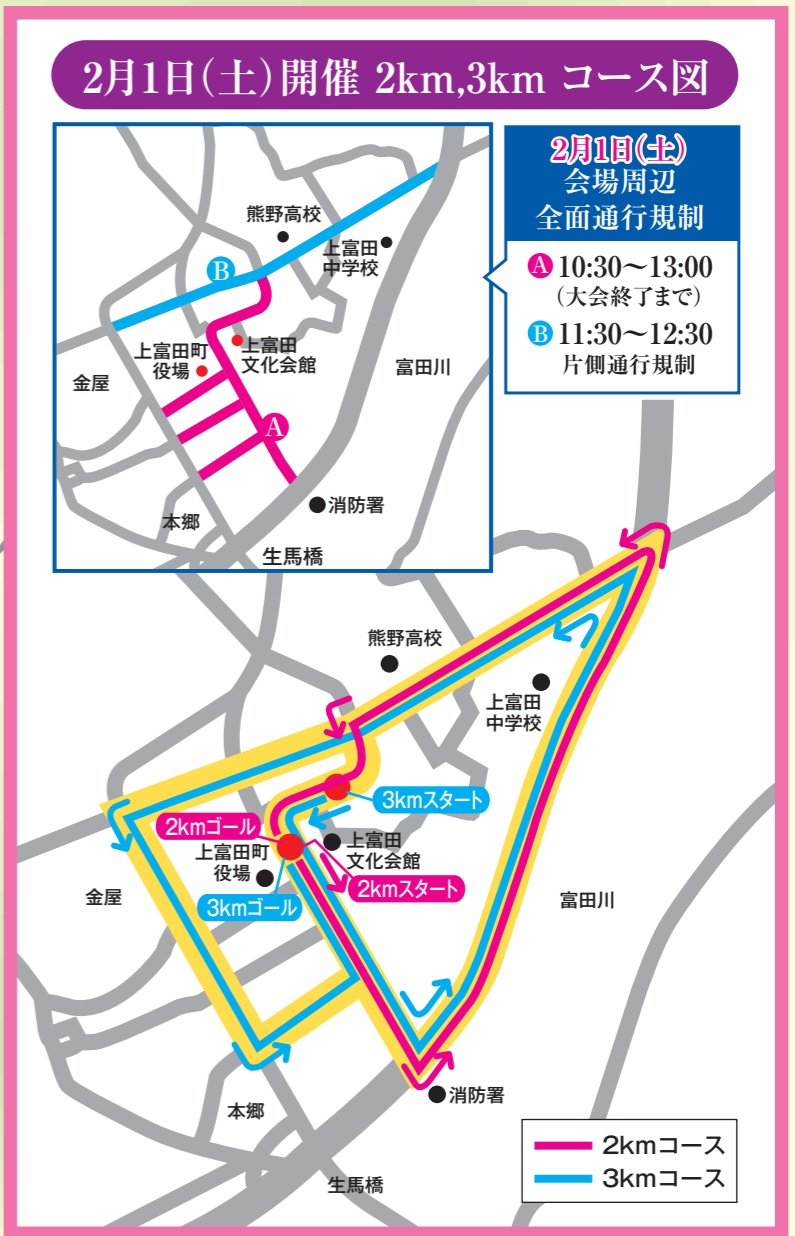 2月1日(土)開催 2km,3km コース図
2月1日(土)
会場周辺
全面通行規制
A 10:30〜13:00
(大会終了まで)
B 11:30〜12:30
片側通行規制
熊野高校
上富田
中学校
B
上富田町
役場
上富田
文化会館
金屋
富田川
A
消防署
本郷
生馬橋
熊野高校
上富田
中学校
3kmスタート
2kmゴール
上富田町
役場
上富田
文化会館
2kmスタート
3kmゴール
金屋
富田川
消防署
本郷
生馬橋
2kmコース
3kmコース